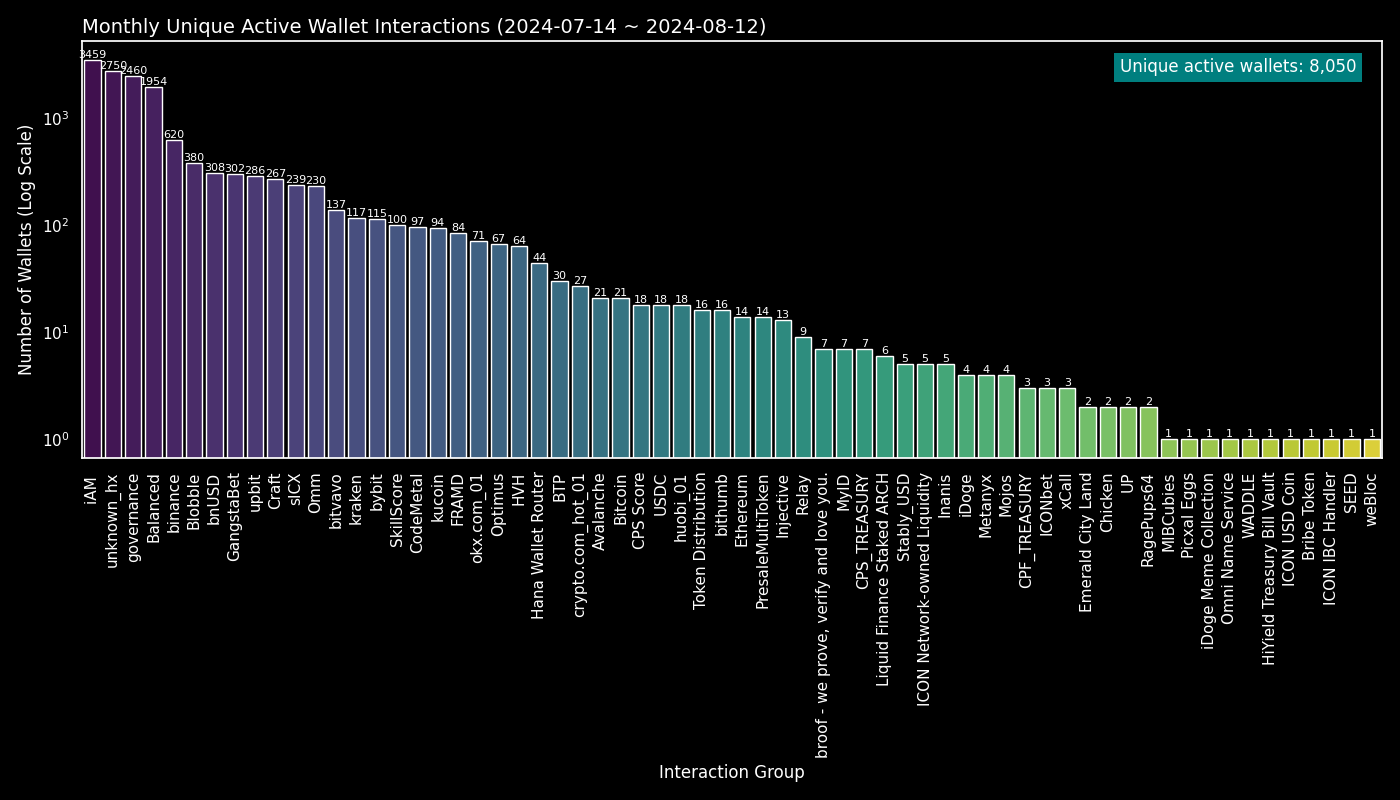 Monthly Unique Active Wallet Interactions (2024-07-14 ~ 2024-08-12)
Unique active wallets: 8,050
Number of Wallets (Log Scale)
10³
10²
10¹
10⁰
3459
2750
2460
1954
620
380
308
302
286
267
239
230
137
117
115
100
97
94
84
71
67
64
44
30
27
21
21
18
18
18
16
16
14
14
13
9
7
7
7
6
5
5
5
4
4
4
3
3
3
2
2
2
2
1
1
1
1
1
1
1
1
1
1
1
iAM
unknown_hx
governance
Balanced
binance
Blobble
bnUSD
GangstaBet
upbit
Craft
sICX
Omm
bitvavo
kraken
bybit
SkillScore
CodeMetal
kucoin
FRAMD
okx.com_01
Optimus
HVH
Hana Wallet Router
BTP
crypto.com_hot_01
Avalanche
Bitcoin
CPS Score
USDC
huobi_01
Token Distribution
bithumb
Ethereum
PresaleMultiToken
Injective
Relay
broof - we prove, verify and love you.
MyID
CPS_TREASURY
Liquid Finance Staked ARCH
Stably_USD
ICON Network-owned Liquidity
Inanis
iDoge
Metanyx
Mojos
CPF_TREASURY
ICONbet
xCall
Emerald City Land
Chicken
UP
RagePups64
MIBCubies
Picxal Eggs
iDoge Meme Collection
Omni Name Service
WADDLE
HiYield Treasury Bill Vault
ICON USD Coin
Bribe Token
ICON IBC Handler
SEED
weBloc
Interaction Group